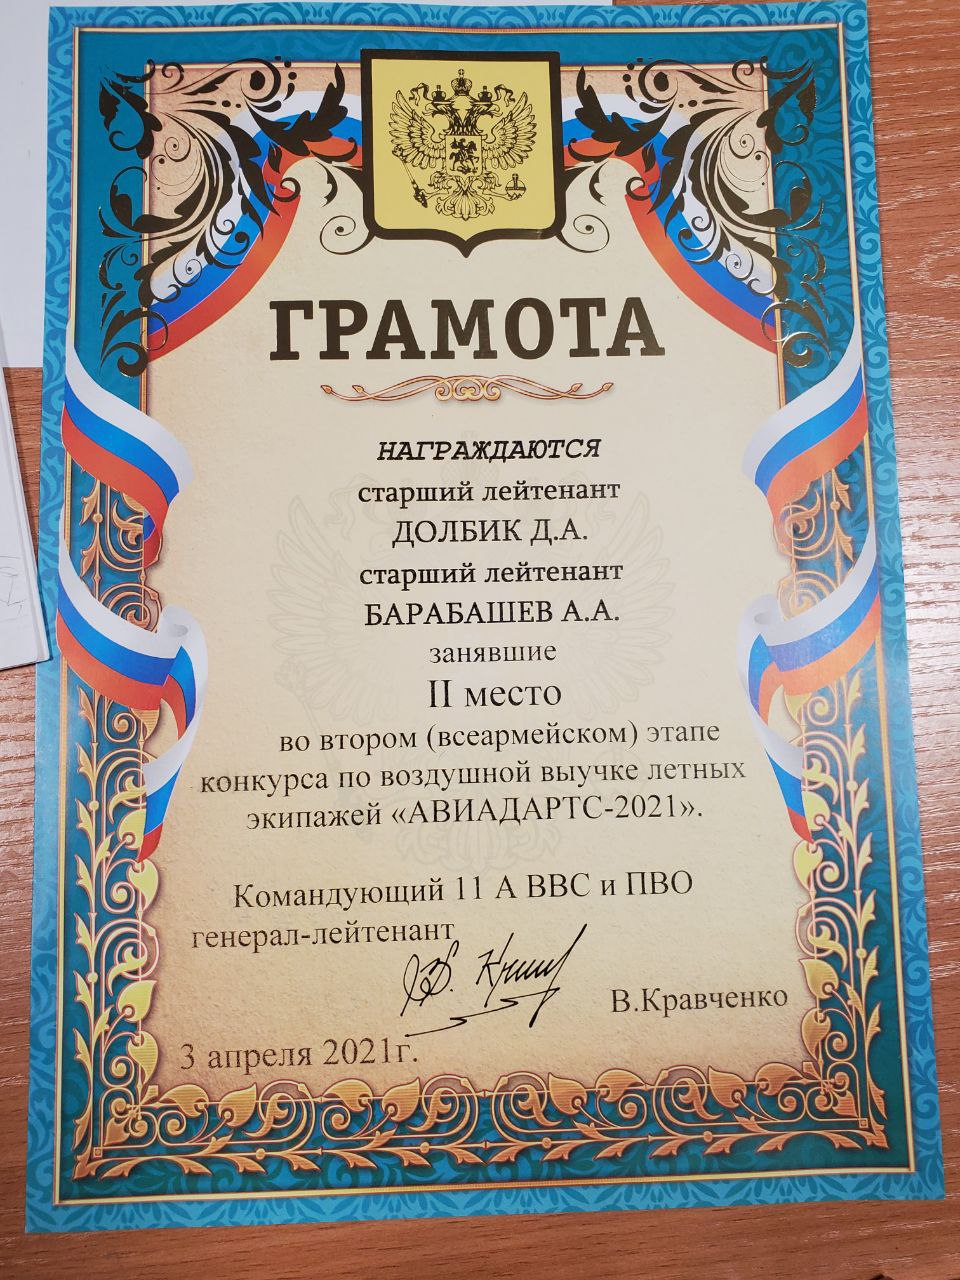 ГРАМОТА
НАГРАЖДАЮТСЯ
старший лейтенант
ДОЛБИК Д.А.
старший лейтенант
БАРАБАШЕВ А.А.
занявшие
II место
во втором (всеармейском) этапе
конкурса по воздушной выучке летных
экипажей «АВИАДАРТС-2021».
Командующий 11 А ВВС и ПВО
генерал-лейтенант
В.Кравченко
3 апреля 2021г.